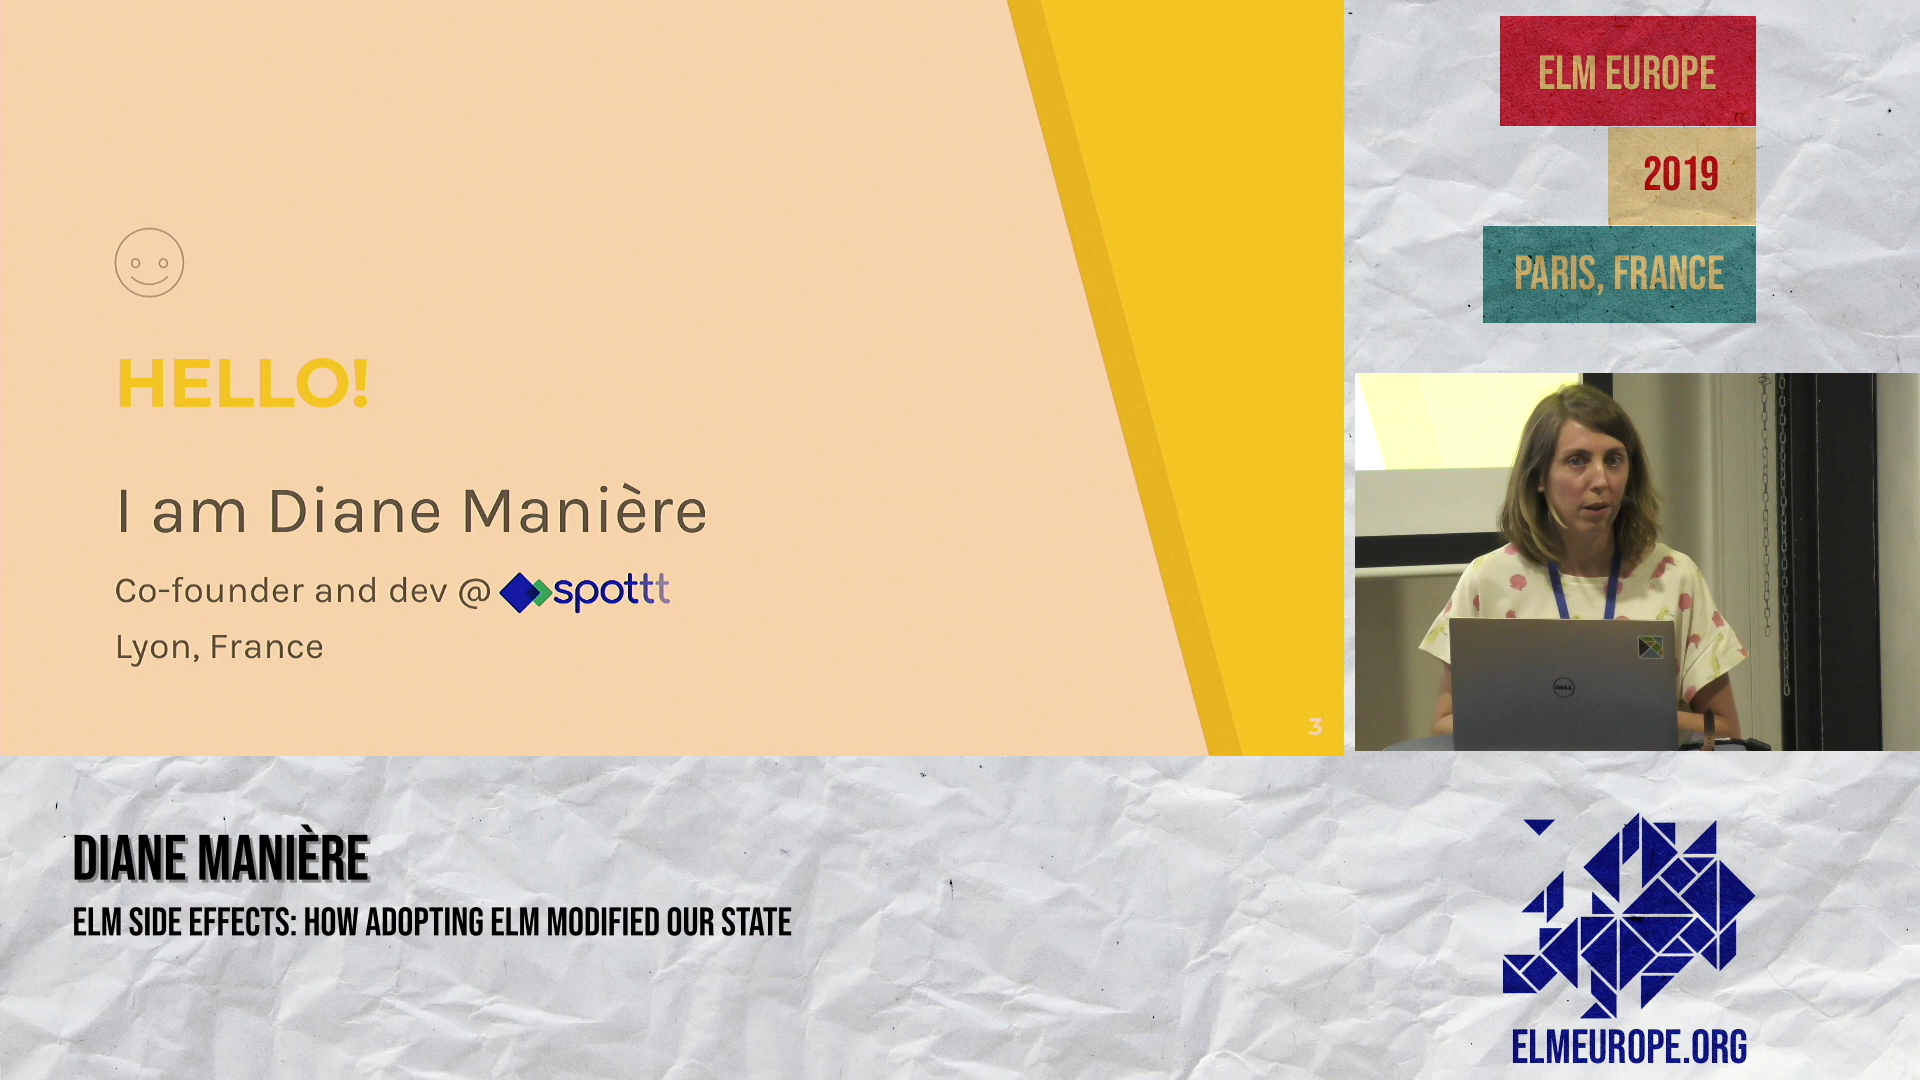 HELLO!
I am Diane Manière
Co-founder and dev @ spottt
Lyon, France
3
ELM EUROPE
2019
PARIS, FRANCE
DELL
DIANE MANIÈRE
ELM SIDE EFFECTS: HOW ADOPTING ELM MODIFIED OUR STATE
ELMEUROPE.ORG